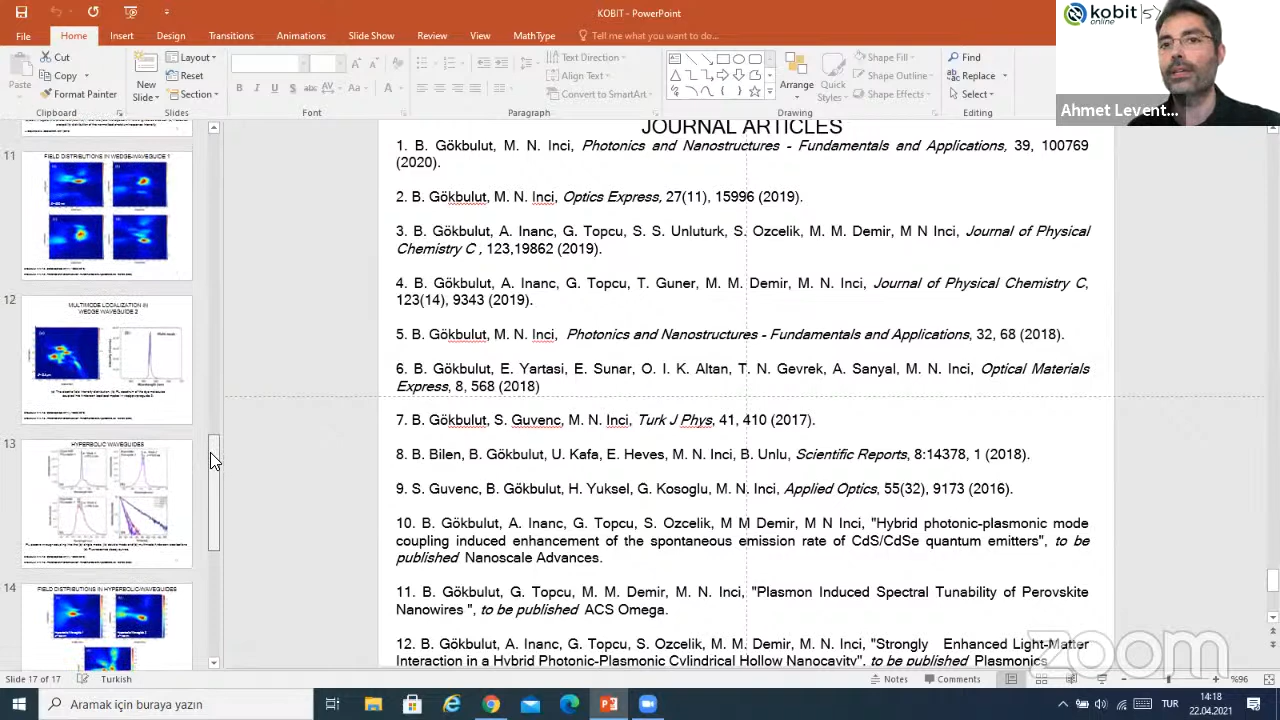 KOBIT - PowerPoint
File
Home
Insert
Design
Transitions
Animations
Slide Show
Review
View
MathType
Tell me what you want to do...
Paste
Cut
Copy
Format Painter
Clipboard
New
Slide
Layout
Reset
Section
Slides
Font
Paragraph
Text Direction
Align Text
Convert to SmartArt
Arrange
Quick
Styles
Shape Fill
Shape Outline
Shape Effects
Drawing
Find
Replace
Select
Editing
kobit
online
Ahmet Levent...
11
FIELD DISTRIBUTIONS IN WEDGE-WAVEGUIDE 1
12
MULTIMODE LOCALIZATION IN
WEDGE WAVEGUIDE 2
13
HYPERBOLIC WAVEGUIDES
14
FIELD DISTRIBUTIONS IN HYPERBOLIC WAVEGUIDES
JOURNAL ARTICLES
1. B. Gökbulut, M. N. Inci, Photonics and Nanostructures - Fundamentals and Applications, 39, 100769
(2020).
2. B. Gökbulut, M. N. Inci, Optics Express, 27(11), 15996 (2019).
3. B. Gökbulut, A. Inanc, G. Topcu, S. S. Unluturk, S. Ozcelik, M. M. Demir, M N Inci, Journal of Physical
Chemistry C , 123.19862 (2019).
4. B. Gökbulut, A. Inanc, G. Topcu, T. Guner, M. M. Demir, M. N. Inci, Journal of Physical Chemistry C,
123(14), 9343 (2019).
5. B. Gökbulut, M. N. Inci, Photonics and Nanostructures - Fundamentals and Applications, 32, 68 (2018).
6. B. Gökbulut, E. Yartasi, E. Sunar, O. I. K. Altan, T. N. Gevrek, A. Sanyal, M. N. Inci, Optical Materials
Express, 8, 568 (2018)
7. B. Gökbulut, S. Guvenc, M. N. Inci, Turk J Phys, 41, 410 (2017).
8. B. Bilen, B. Gökbulut, U. Kafa, E. Heves, M. N. Inci, B. Unlu, Scientific Reports, 8:14378, 1 (2018).
9. S. Guvenc, B. Gökbulut, H. Yuksel, G. Kosoglu, M. N. Inci, Applied Optics, 55(32), 9173 (2016).
10. B. Gökbulut, A. Inanc, G. Topcu, S. Ozcelik, M M Demir, M N Inci, "Hybrid photonic-plasmonic mode
coupling induced enhancement of the spontaneous emission rate of CdS/CdSe quantum emitters", to be
published Nanoscale Advances.
11. B. Gökbulut, G. Topcu, M. M. Demir, M. N. Inci, "Plasmon Induced Spectral Tunability of Perovskite
Nanowires ", to be published ACS Omega.
12. B. Gökbulut, A. Inanc, G. Topcu, S. Ozcelik, M. M. Demir, M. N. Inci, "Strongly Enhanced Light-Matter
Interaction in a Hybrid Photonic-Plasmonic Cylindrical Hollow Nanocavity", to be published Plasmonics
zoom
Slide 17 of 17
Turkish
Notes
Comments
%96
Aramak için buraya yazın
TUR
14:18
22.04.2021